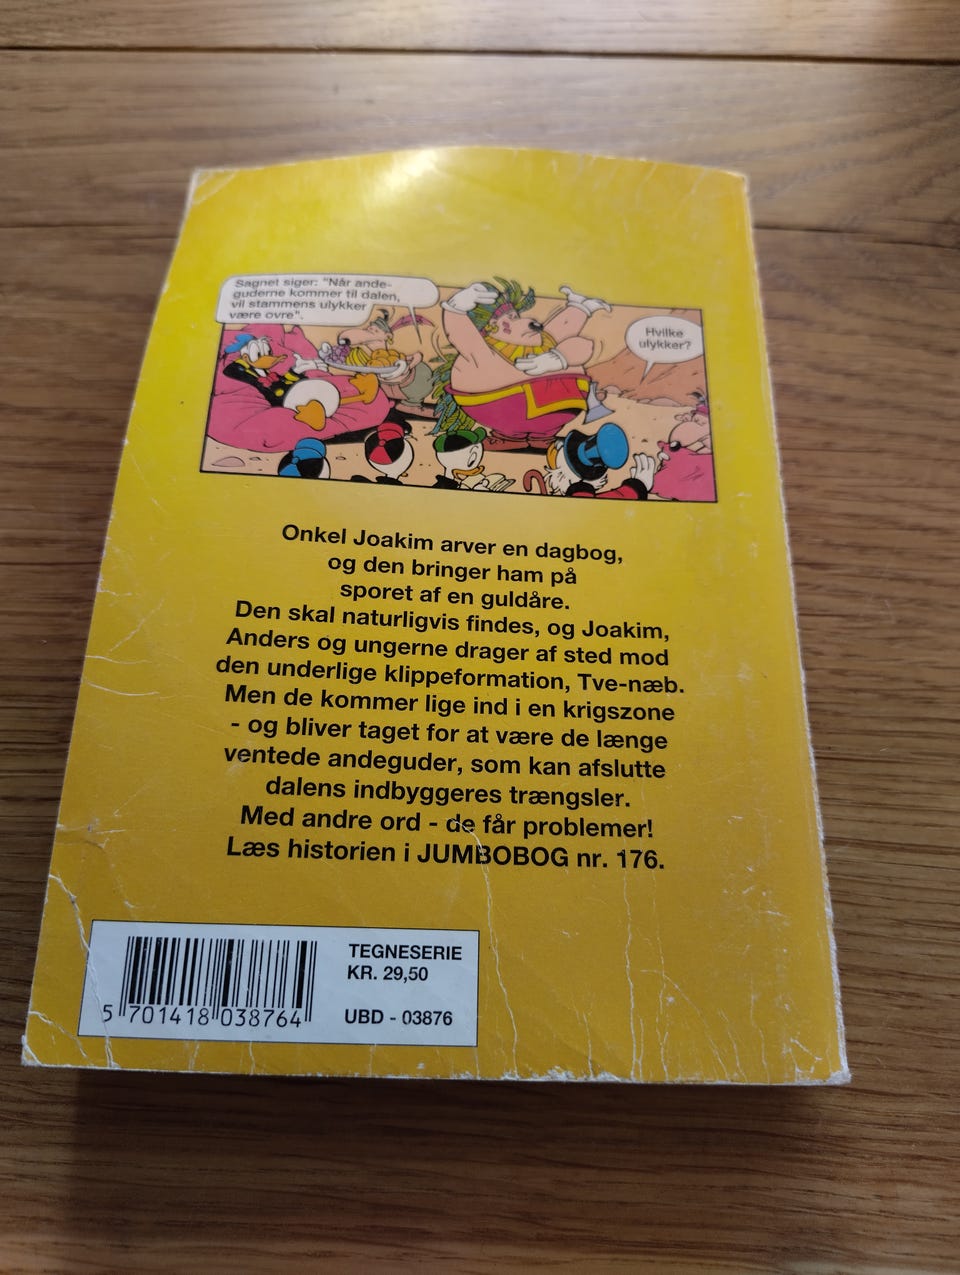 Sagnet siger: "Når ande-
guderne kommer til dalen,
vil stammens ulykker
være ovre".
Hvilke
ulykker?
Onkel Joakim arver en dagbog,
og den bringer ham på
sporet af en guldåre.
Den skal naturligvis findes, og Joakim,
Anders og ungerne drager af sted mod
den underlige klippeformation, Tve-næb.
Men de kommer lige ind i en krigszone
- og bliver taget for at være de længe
ventede andeguder, som kan afslutte
dalens indbyggeres trængsler.
Med andre ord - de får problemer!
Læs historien i JUMBOBOG nr. 176.
TEGNESERIE
KR. 29,50
UBD - 03876
5 701418 038764